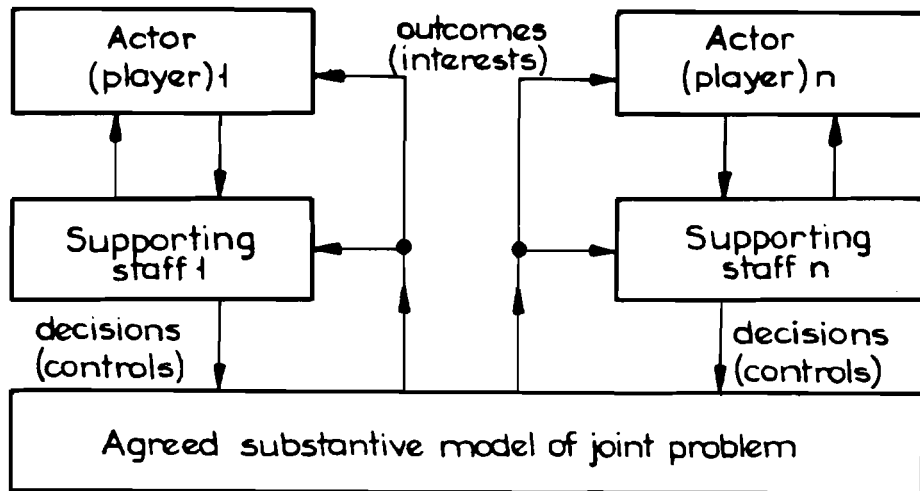 Actor
(player) 1
outcomes
(interests)
Actor
(player) n
Supporting
staff 1
Supporting
staff n
decisions
(controls)
decisions
(controls)
Agreed substantive model of joint problem